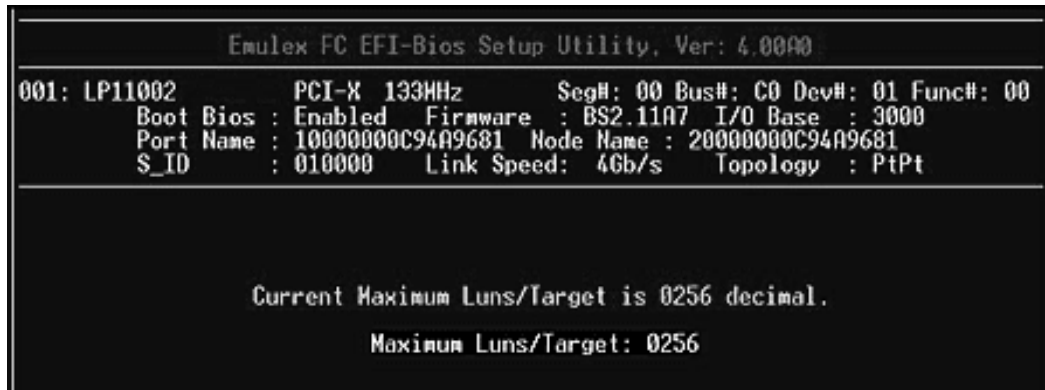 Emulex FC EFI-Bios Setup Utility, Ver: 4.00A0
001: LP11002 PCI-X 133MHz Seg#: 00 Bus#: C0 Dev#: 01 Func#: 00
Boot Bios : Enabled Firmware : BS2.11A7 I/O Base : 3000
Port Name : 10000000C94A9681 Node Name : 20000000C94A9681
S_ID : 010000 Link Speed: 4Gb/s Topology : PtPt
Current Maximum Luns/Target is 0256 decimal.
Maximum Luns/Target: 0256